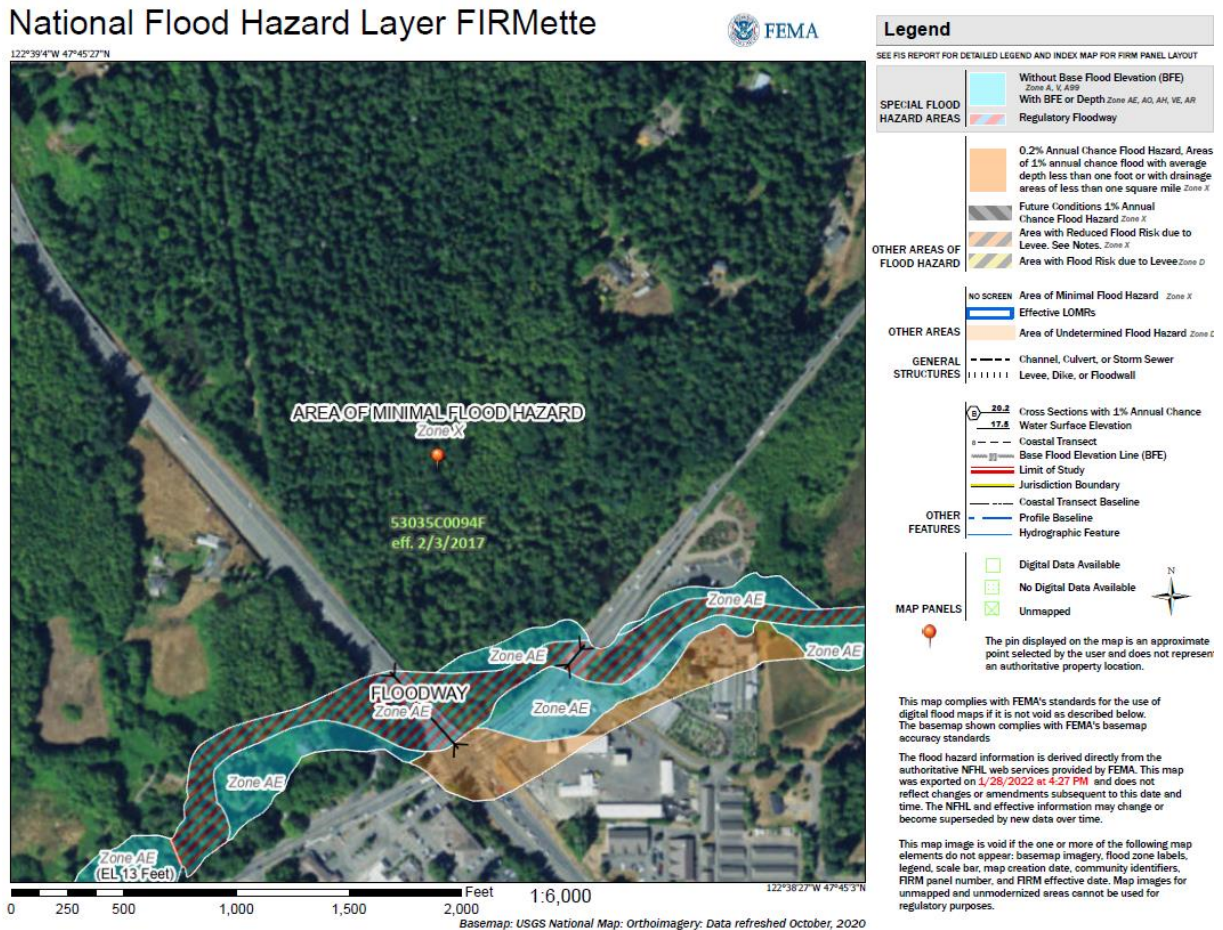 National Flood Hazard Layer FIRMette
FEMA
122°39'4"W 47°45'27"N
AREA OF MINIMAL FLOOD HAZARD
Zone X
53035C0094F
eff. 2/3/2017
Zone AE
Zone AE
Zone AE
FLOODWAY
Zone AE
Zone AE
Zone AE
Zone AE
(EL 13 Feet)
122°38'27"W 47°45'3"N
Feet
1:6,000
0 250 500 1,000 1,500 2,000
Basemap: USGS National Map: Orthoimagery: Data refreshed October, 2020
Legend
SEE FIS REPORT FOR DETAILED LEGEND AND INDEX MAP FOR FIRM PANEL LAYOUT
SPECIAL FLOOD
HAZARD AREAS
Without Base Flood Elevation (BFE)
Zone A, V, A99
With BFE or Depth Zone AE, AO, AH, VE, AR
Regulatory Floodway
OTHER AREAS OF
FLOOD HAZARD
0.2% Annual Chance Flood Hazard, Areas
of 1% annual chance flood with average
depth less than one foot or with drainage
areas of less than one square mile Zone X
Future Conditions 1% Annual
Chance Flood Hazard Zone X
Area with Reduced Flood Risk due to
Levee. See Notes. Zone X
Area with Flood Risk due to Levee Zone D
OTHER AREAS
NO SCREEN Area of Minimal Flood Hazard Zone X
Effective LOMRs
Area of Undetermined Flood Hazard Zone D
GENERAL
STRUCTURES
Channel, Culvert, or Storm Sewer
Levee, Dike, or Floodwall
OTHER
FEATURES
B 20.2 Cross Sections with 1% Annual Chance
17.5 Water Surface Elevation
8 Coastal Transect
Base Flood Elevation Line (BFE)
Limit of Study
Jurisdiction Boundary
Coastal Transect Baseline
Profile Baseline
Hydrographic Feature
MAP PANELS
Digital Data Available
No Digital Data Available
Unmapped
N
The pin displayed on the map is an approximate
point selected by the user and does not represent
an authoritative property location.
This map complies with FEMA's standards for the use of
digital flood maps if it is not void as described below.
The basemap shown complies with FEMA's basemap
accuracy standards
The flood hazard information is derived directly from the
authoritative NFHL web services provided by FEMA. This map
was exported on 1/28/2022 at 4:27 PM and does not
reflect changes or amendments subsequent to this date and
time. The NFHL and effective information may change or
become superseded by new data over time.
This map image is void if the one or more of the following map
elements do not appear: basemap imagery, flood zone labels,
legend, scale bar, map creation date, community identifiers,
FIRM panel number, and FIRM effective date. Map images for
unmapped and unmodernized areas cannot be used for
regulatory purposes.